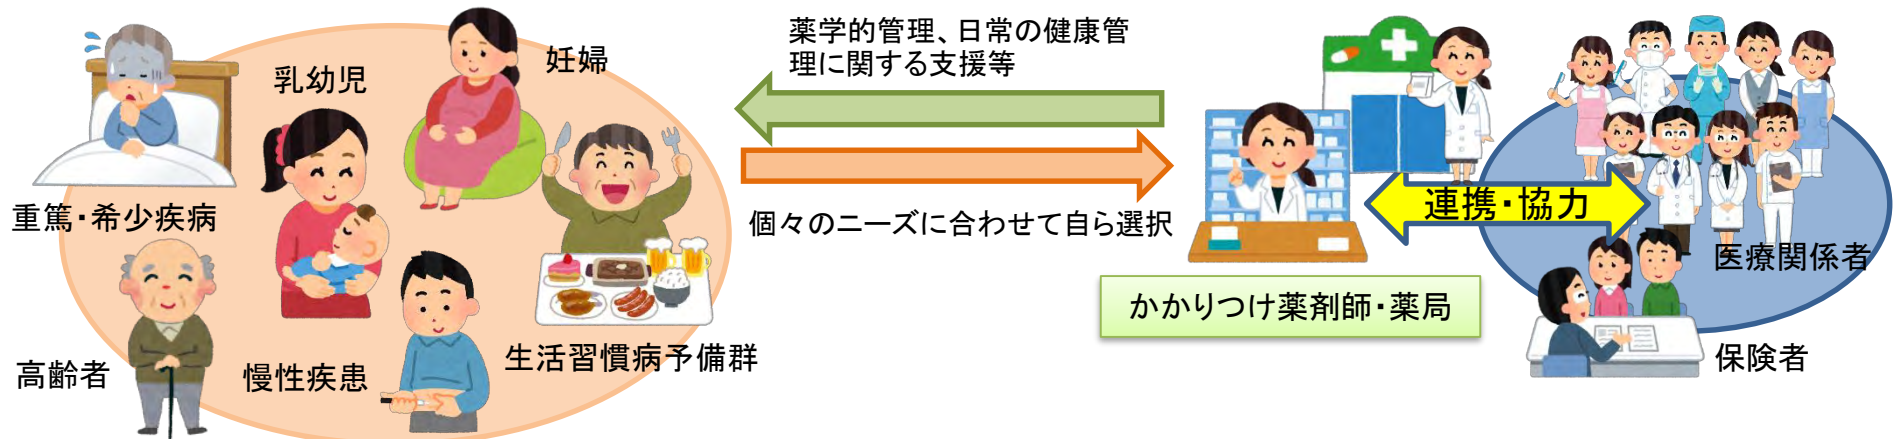 妊婦
乳幼児
重篤・希少疾病
高齢者
慢性疾患
生活習慣病予備群
薬学的管理、日常の健康管
理に関する支援等
個々のニーズに合わせて自ら選択
かかりつけ薬剤師・薬局
連携・協力
医療関係者
保険者